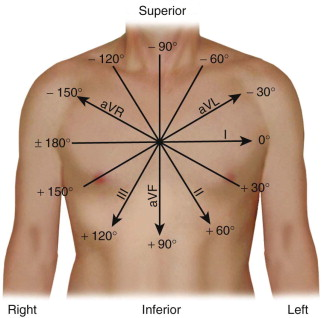 Superior
− 90°
− 120°
− 60°
− 150°
aVR
aVL
− 30°
I
± 180°
0°
+ 150°
III
aVF
II
+ 30°
+ 120°
+ 90°
+ 60°
Right
Inferior
Left